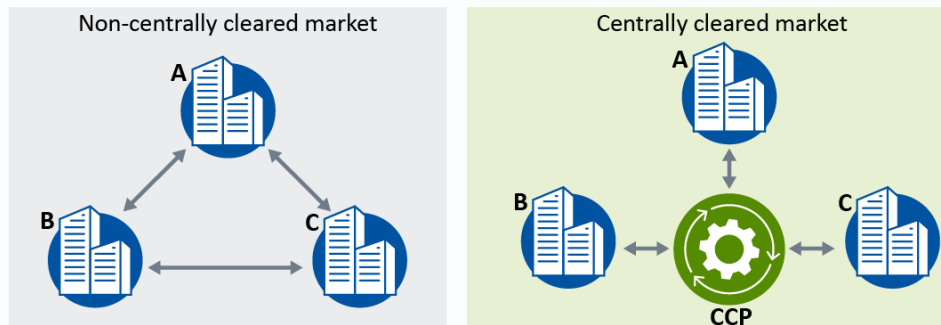 Non-centrally cleared market
A
B
C
Centrally cleared market
A
B
C
CCP